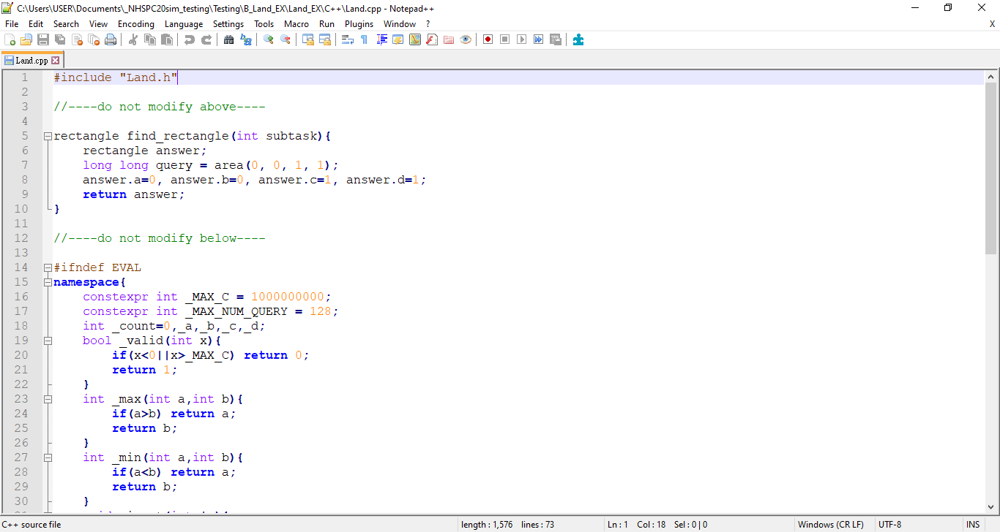 C:\Users\USER\Documents\_NHSPC20sim_testing\Testing\B_Land_EX\Land_EX\C++\Land.cpp - Notepad++
File Edit Search View Encoding Language Settings Tools Macro Run Plugins Window ? X
Land.cpp
1 #include "Land.h"
2
3 //----do not modify above----
4
5 rectangle find_rectangle(int subtask){
6     rectangle answer;
7     long long query = area(0, 0, 1, 1);
8     answer.a=0, answer.b=0, answer.c=1, answer.d=1;
9     return answer;
10 }
11
12 //----do not modify below----
13
14 #ifndef EVAL
15 namespace{
16     constexpr int _MAX_C = 1000000000;
17     constexpr int _MAX_NUM_QUERY = 128;
18     int _count=0,_a,_b,_c,_d;
19     bool _valid(int x){
20         if(x<0||x>_MAX_C) return 0;
21         return 1;
22     }
23     int _max(int a,int b){
24         if(a>b) return a;
25         return b;
26     }
27     int _min(int a,int b){
28         if(a<b) return a;
29         return b;
30     }
C++ source file length : 1,576 lines : 73 Ln : 1 Col : 18 Sel : 0 | 0 Windows (CR LF) UTF-8 INS